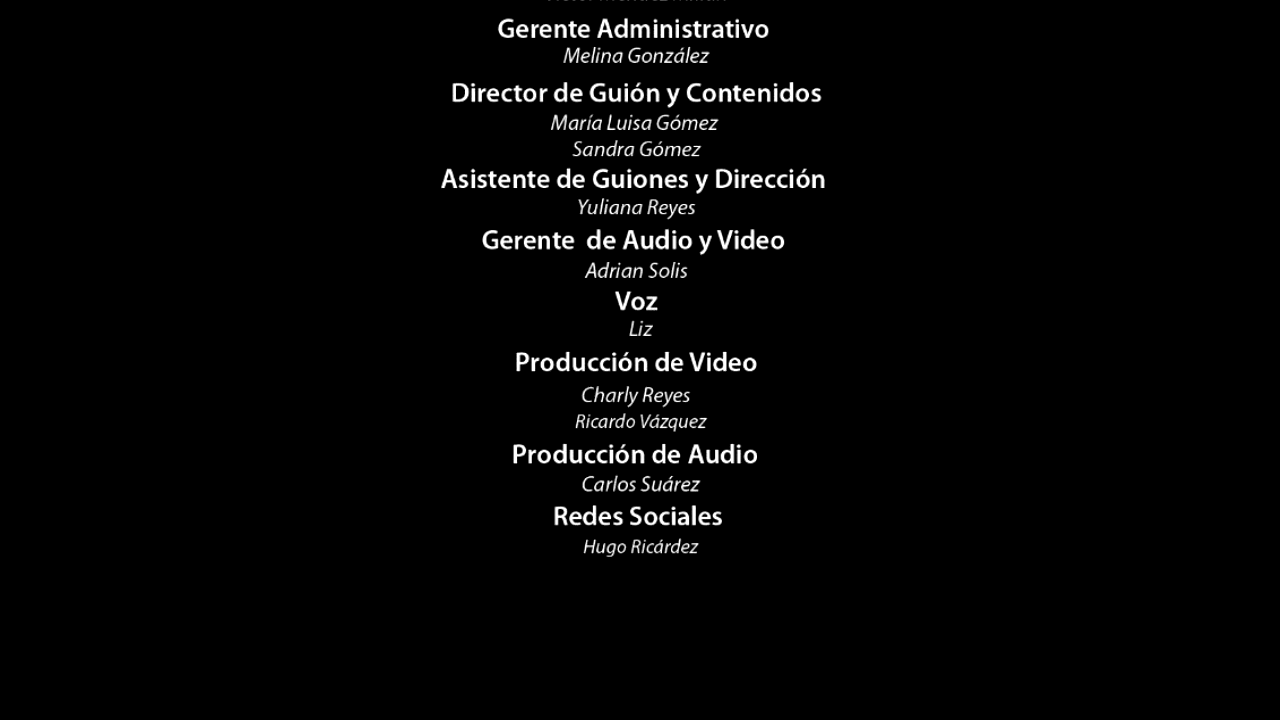 Gerente Administrativo
Melina González
Director de Guión y Contenidos
María Luisa Gómez
Sandra Gómez
Asistente de Guiones y Dirección
Yuliana Reyes
Gerente  de Audio y Video
Adrian Solis
Voz
Liz
Producción de Video
Charly Reyes
Ricardo Vázquez
Producción de Audio
Carlos Suárez
Redes Sociales
Hugo Ricárdez